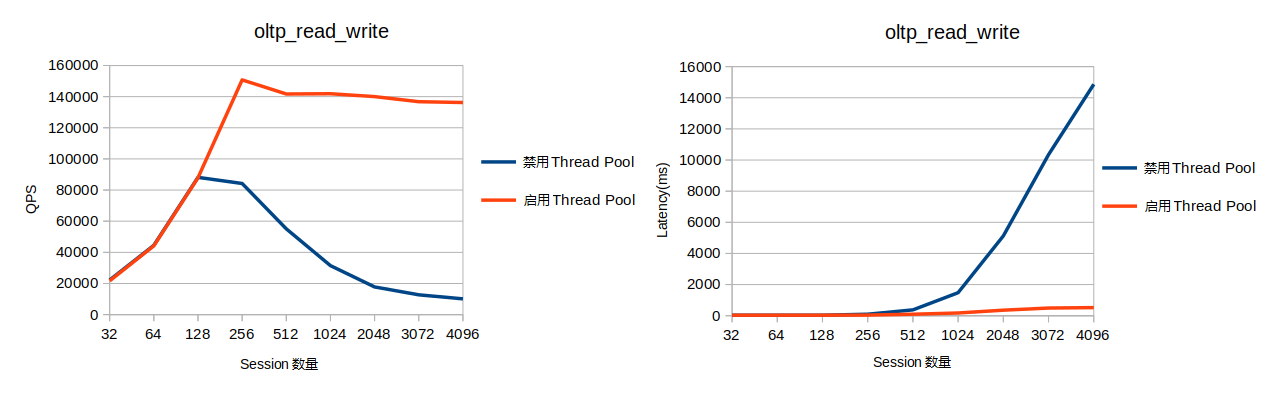 oltp_read_write
160000
140000
120000
100000
80000
60000
40000
20000
0
QPS
32 64 128 256 512 1024 2048 3072 4096
Session 数量
禁用Thread Pool
启用Thread Pool
oltp_read_write
16000
14000
12000
10000
8000
6000
4000
2000
0
Latency(ms)
32 64 128 256 512 1024 2048 3072 4096
Session 数量
禁用Thread Pool
启用Thread Pool